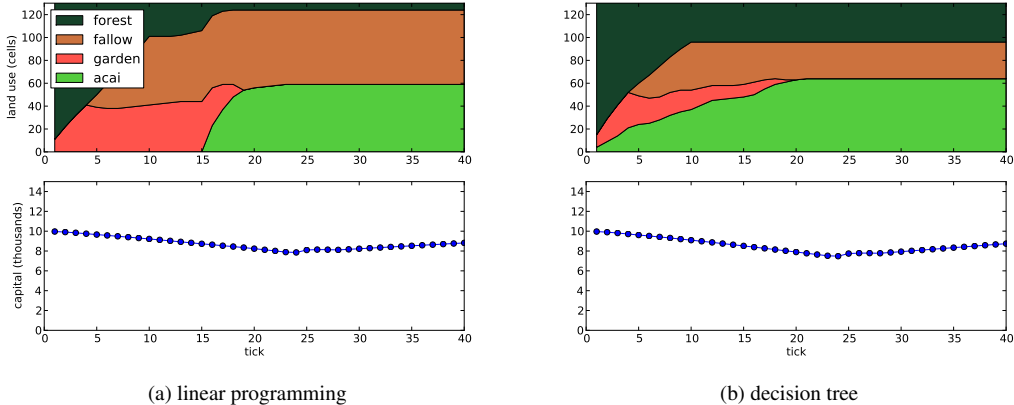 land use (cells)
120
100
80
60
40
20
0
forest
fallow
garden
acai
0 5 10 15 20 25 30 35 40
120
100
80
60
40
20
0
0 5 10 15 20 25 30 35 40
capital (thousands)
14
12
10
8
6
4
2
0
0 5 10 15 20 25 30 35 40
tick
14
12
10
8
6
4
2
0
0 5 10 15 20 25 30 35 40
tick
(a) linear programming
(b) decision tree